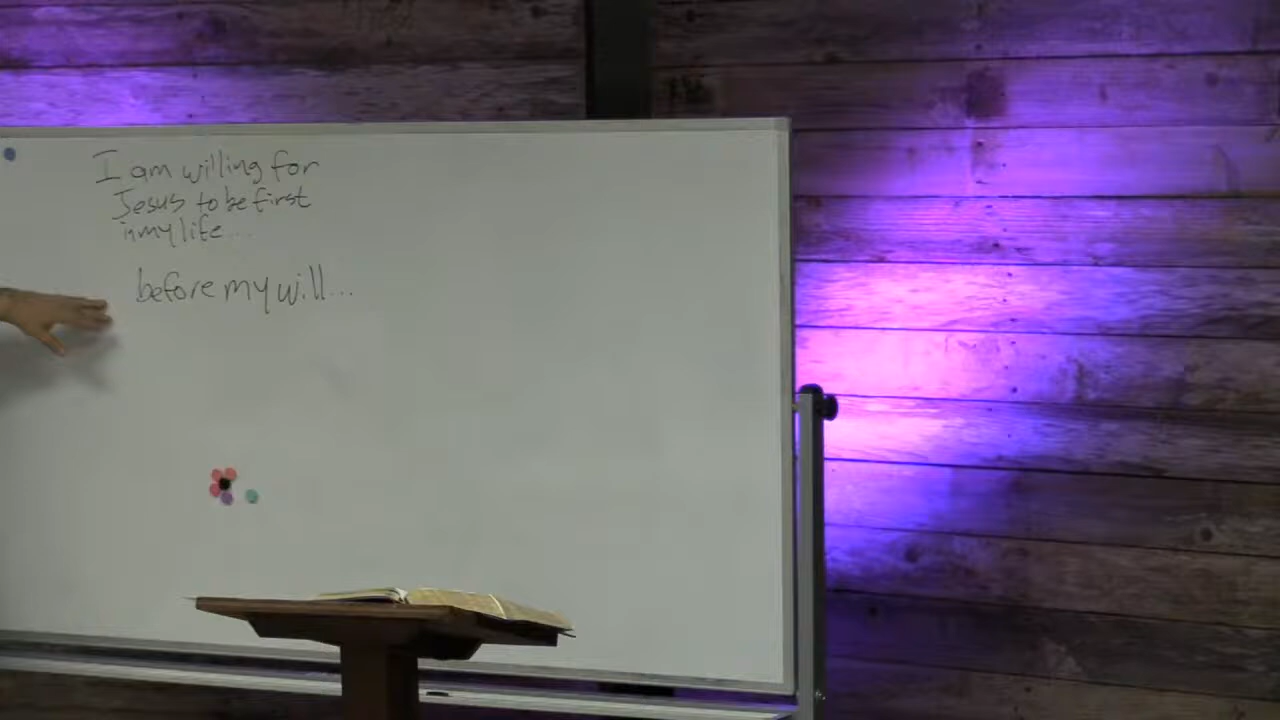 I am willing for
Jesus to be first
in my life...
before my will...